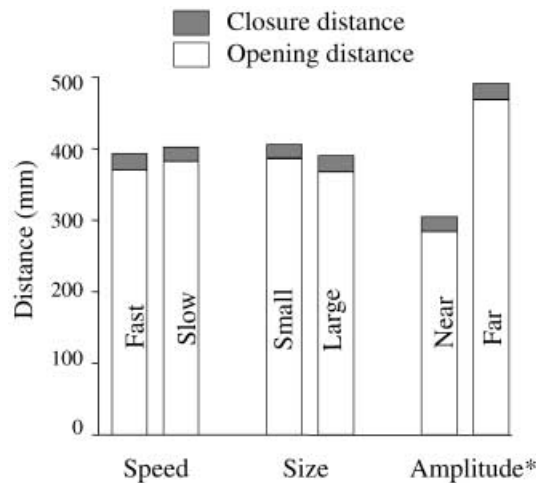 Closure distance
Opening distance
500
400
300
200
100
0
Distance (mm)
Fast
Slow
Small
Large
Near
Far
Speed
Size
Amplitude*